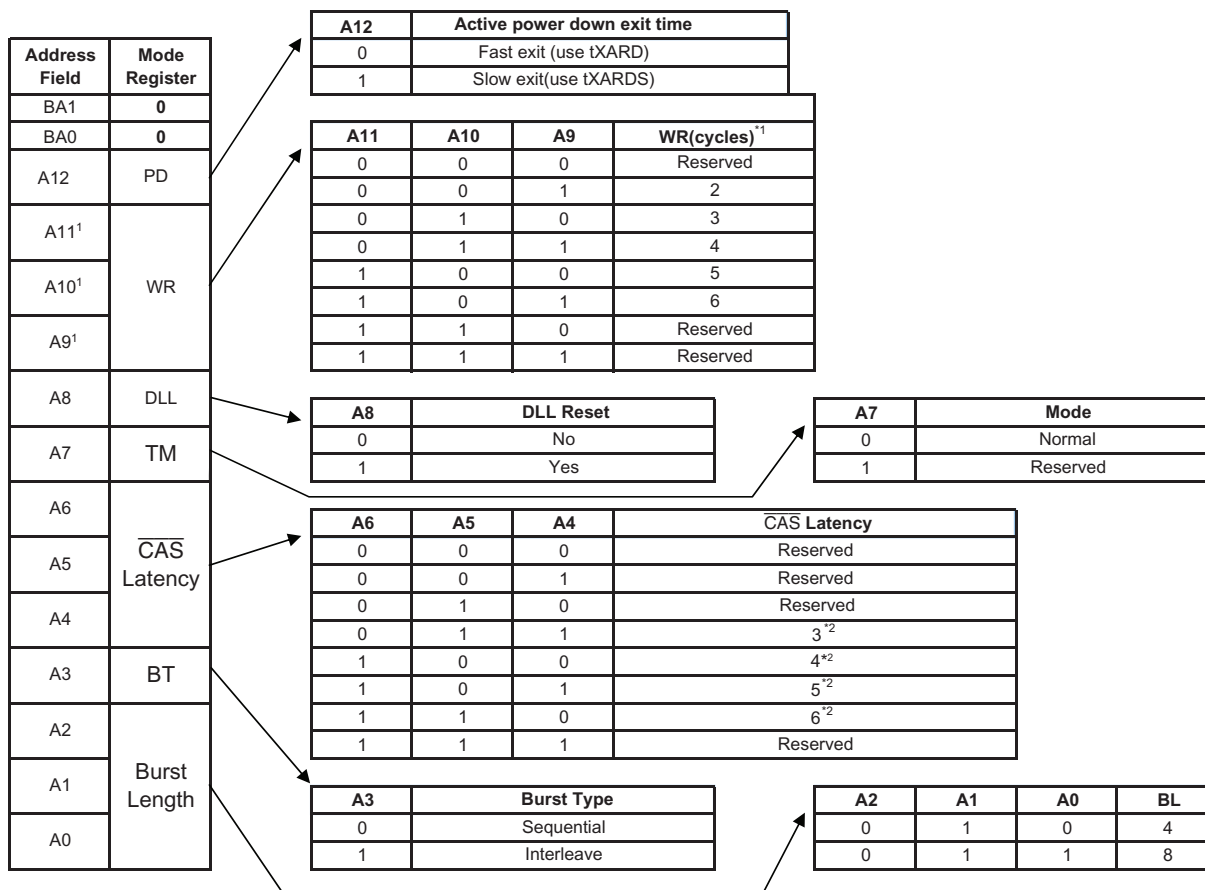 Address Field Mode Register
BA1 0
BA0 0
A12 PD
A11¹
A10¹ WR
A9¹
A8 DLL
A7 TM
A6
A5 C̅A̅S̅ Latency
A4
A3 BT
A2
A1 Burst Length
A0
A12 Active power down exit time
0 Fast exit (use tXARD)
1 Slow exit(use tXARDS)
A11 A10 A9 WR(cycles)*1
0 0 0 Reserved
0 0 1 2
0 1 0 3
0 1 1 4
1 0 0 5
1 0 1 6
1 1 0 Reserved
1 1 1 Reserved
A8 DLL Reset
0 No
1 Yes
A7 Mode
0 Normal
1 Reserved
A6 A5 A4 C̅A̅S̅ Latency
0 0 0 Reserved
0 0 1 Reserved
0 1 0 Reserved
0 1 1 3*2
1 0 0 4*2
1 0 1 5*2
1 1 0 6*2
1 1 1 Reserved
A3 Burst Type
0 Sequential
1 Interleave
A2 A1 A0 BL
0 1 0 4
0 1 1 8